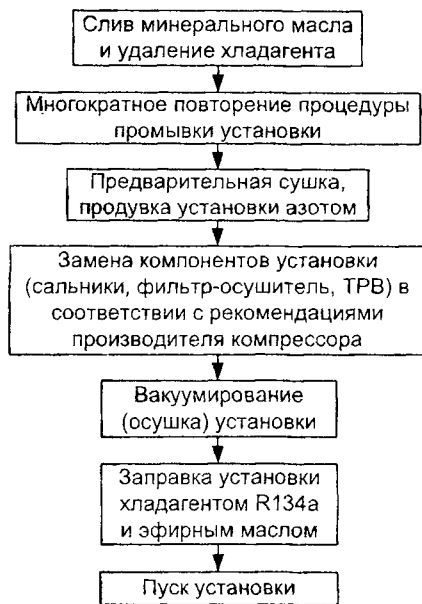 Слив минерального масла
и удаление хладагента
Многократное повторение процедуры
промывки установки
Предварительная сушка,
продувка установки азотом
Замена компонентов установки
(сальники, фильтр-осушитель, ТРВ) в
соответствии с рекомендациями
производителя компрессора
Вакуумирование
(осушка) установки
Заправка установки
хладагентом R134a
и эфирным маслом
Пуск установки